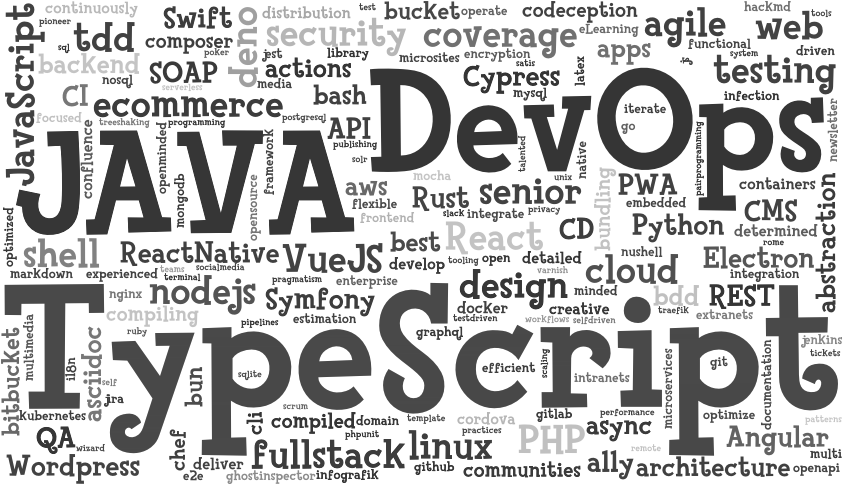 continuously
pioneer
Swift
distribution
test
bucket
operate
codeception
hackmd
tools
sql
tdd
composer
poker
deno
security
coverage
eLearning
agile
web
JavaScript
backend
SOAP
jest
library
microsites
encryption
satis
apps
functional
system
driven
nosql
serverless
actions
media
Cypress
latex
testing
CI
ecommerce
bash
mysql
DevOps
iterate
go
infection
focused
treeshaking
programming
postgresql
API
publishing
solr
JAVA
confluence
openminded
mongodb
opensource
framework
talented
native
unix
pairprogramming
newsletter
aws
flexible
frontend
mocha
Rust
slack
integrate
senior
privacy
bundling
PWA
embedded
containers
CMS
determined
rome
abstraction
optimized
shell
markdown
experienced
ReactNative
teams
terminal
socialmedia
VueJS
pragmatism
enterprise
best
develop
React
tooling
open
detailed
varnish
CD
Python
nushell
cloud
Electron
integration
nginx
nodejs
compiling
Symfony
estimation
pipelines
ruby
design
docker
testdriven
minded
creative
workflows
selfdriven
bdd
traefik
REST
extranets
TypeScript
graphql
sqlite
efficient
scaling
intranets
microservices
git
documentation
jenkins
tickets
bitbucket
multimedia
i18n
asciidoc
self
jira
bun
kubernetes
QA
wizard
Wordpress
chef
deliver
e2e
cli
scrum
compiled
domain
phpunit
template
fullstack
ghostinspector
infografik
linux
github
cordova
practices
communities
PHP
gitlab
performance
async
remote
ally
architecture
optimize
Angular
patterns
multi
openapi